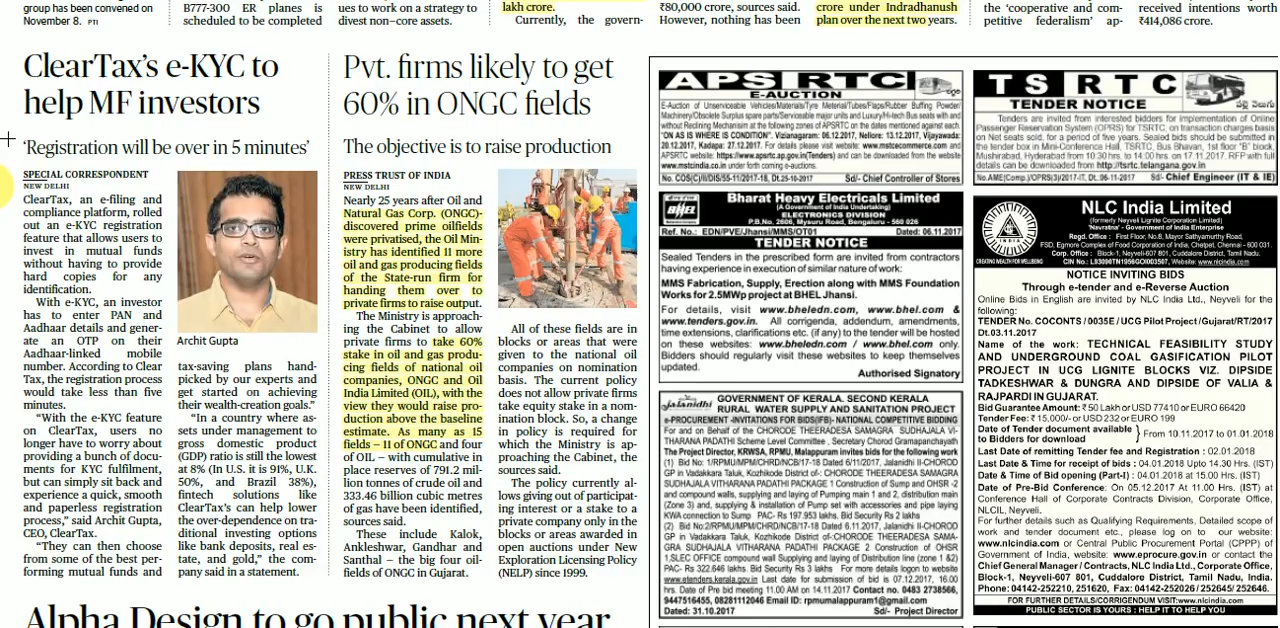 group has been convened on
November 8. PTI
B777-300 ER planes is
scheduled to be completed
ues to work on a strategy to
divest non-core assets.
lakh crore.
Currently, the govern-
₹80,000 crore, sources said.
However, nothing has been
crore under Indradhanush
plan over the next two years.
the 'cooperative and com-
petitive federalism' ap-
received intentions worth
₹414,086 crore.
ClearTax's e-KYC to
help MF investors
'Registration will be over in 5 minutes'
SPECIAL CORRESPONDENT
NEW DELHI
ClearTax, an e-filing and
compliance platform, rolled
out an e-KYC registration
feature that allows users to
invest in mutual funds
without having to provide
hard copies for any
identification.
With e-KYC, an investor
has to enter PAN and
Aadhaar details and gener-
ate an OTP on their
Aadhaar-linked mobile
number. According to Clear
Tax, the registration process
would take less than five
minutes.
"With the e-KYC feature
on ClearTax, users no
longer have to worry about
providing a bunch of docu-
ments for KYC fulfilment,
but can simply sit back and
experience a quick, smooth
and paperless registration
process," said Archit Gupta,
CEO, ClearTax.
"They can then choose
from some of the best per-
forming mutual funds and
Archit Gupta
tax-saving plans hand-
picked by our experts and
get started on achieving
their wealth-creation goals."
"In a country where as-
sets under management to
gross domestic product
(GDP) ratio is still the lowest
at 8% (In U.S. it is 91%, U.K.
50%, and Brazil 38%),
fintech solutions like
ClearTax's can help lower
the over-dependence on tra-
ditional investing options
like bank deposits, real es-
tate, and gold," the com-
pany said in a statement.
Pvt. firms likely to get
60% in ONGC fields
The objective is to raise production
PRESS TRUST OF INDIA
NEW DELHI
Nearly 25 years after Oil and
Natural Gas Corp. (ONGC)-
discovered prime oilfields
were privatised, the Oil Min-
istry has identified 11 more
oil and gas producing fields
of the State-run firm for
handing them over to
private firms to raise output.
The Ministry is approach-
ing the Cabinet to allow
private firms to take 60%
stake in oil and gas produ-
cing fields of national oil
companies, ONGC and Oil
India Limited (OIL), with the
view they would raise pro-
duction above the baseline
estimate. As many as 15
fields – 11 of ONGC and four
of OIL – with cumulative in
place reserves of 791.2 mil-
lion tonnes of crude oil and
333.46 billion cubic metres
of gas have been identified,
sources said.
These include Kalok,
Ankleshwar, Gandhar and
Santhal – the big four oil-
fields of ONGC in Gujarat.
All of these fields are in
blocks or areas that were
given to the national oil
companies on nomination
basis. The current policy
does not allow private firms
take equity stake in a nom-
ination block. So, a change
in policy is required for
which the Ministry is ap-
proaching the Cabinet, the
sources said.
The policy currently al-
lows giving out of participat-
ing interest or a stake to a
private company only in the
blocks or areas awarded in
open auctions under New
Exploration Licensing Policy
(NELP) since 1999.
Alpha Design to go public next year
APSRTC
E-AUCTION
E-Auction of Unserviceable Vehicles/Materials/Tyre Meterial/Tubes/Flaps/Rubber Buffing Powder/
Machinery/Obsolete Surplus spare parts/Serviceable major units and Luxury/Hi-tech Bus seats with and
without Reclining Mechanism at the following zones of APSRTC on the dates mentioned against each
"ON AS IS WHERE IS CONDITION". Vizianagaram: 06.12.2017, Nellore: 13.12.2017, Vijayawada:
20.12.2017, Kadapa: 27.12.2017. For details please visit website: www.mstcecommerce.com and
APSRTC website: https://www.apsrtc.ap.gov.in(Tenders) and can be downloaded from the website
www.mstcindia.co.in under forth coming e-auctions.
No. COS(C)/II/DIS/55-11/2017-18, Dt.25-10-2017 Sd/- Chief Controller of Stores
BHEL
Bharat Heavy Electricals Limited
(A Government of India Undertaking)
ELECTRONICS DIVISION
P.B.No. 2606, Mysuru Road, Bengaluru - 560 026
Ref. No.: EDN/PVE/Jhansi/MMS/OT01 Dated: 06.11.2017
TENDER NOTICE
Sealed Tenders in the prescribed form are invited from contractors
having experience in execution of similar nature of work:
MMS Fabrication, Supply, Erection along with MMS Foundation
Works for 2.5MWp project at BHEL Jhansi.
For details, visit www.bheledn.com, www.bhel.com &
www.tenders.gov.in. All corrigenda, addendum, amendments,
time extensions, clarifications etc. (if any) to the tender will be hosted
on these websites: www.bheledn.com / www.bhel.com only.
Bidders should regularly visit these websites to keep themselves
updated.
Authorised Signatory
Jalanidhi
GOVERNMENT OF KERALA. SECOND KERALA
RURAL WATER SUPPLY AND SANITATION PROJECT
e-PROCUREMENT -INVITATIONS FOR BIDS(IFB)- NATIONAL COMPETITIVE BIDDING
For and on Behalf of the CHORODE THEERADESA SAMAGRA SUDHAJALA VI-
THARANA PADATHI Scheme Level Committee , Secretary Chorod Gramapanchayath
The Project Director, KRWSA, RPMU, Malappuram invites bids for the following work
(1) Bid No: 1/RPMU/MPM/CHRD/NCB/17-18 Dated 6/11/2017, Jalanidhi II-CHOROD
GP in Vadakkara Taluk, Kozhikode District of:- CHORODE THEERADESA SAMAGRA
SUDHAJALA VITHARANA PADATHI PACKAGE 1 Construction of Sump and OHSR -2
and compound walls, supplying and laying of Pumping main 1 and 2, distribution main
(Zone 3) and, supplying & installation of Pump set with accessories and pipe laying
KWA connection to Sump PAC- Rs 197.953 lakhs. Bid Security Rs 2 lakhs
(2) Bid No:2/RPMU/MPM/CHRD/NCB/17-18 Dated 6.11.2017, Jalanidhi II-CHOROD
GP in Vadakara Taluk, Kozhikode District of:CHORODE THEERADESA SAMA-
GRA SUDHAJALA VITHARANA PADATHI PACKAGE 2 Construction of OHSR
1,SLEC OFFICE compound wall Supplying and laying of Distribution line (zone 1 &2)
PAC- Rs 322.646 lakhs. Bid Security Rs 3 lakhs For more details logon to website
www.etenders.kerala.gov.in Last date for submission of bid is 07.12.2017, 16.00
hrs. Date of Pre bid meeting 11.00 AM on 14.11.2017 Contact no. 0483 2738566,
9447516455, 08281112046 Email ID: rpmumalappuram1@gmail.com
Dated: 31.10.2017 Sd/- Project Director
TSRTC
TENDER NOTICE
Tenders are invited from interested bidders for implementation of Online
Passenger Reservation System (OPRS) for TSRTC, on transaction charges basis
on Net seats sold, for a period of five years. Sealed bids should be submitted in
the tender box in Mini-Conference Hall, TSRTC, Bus Bhavan, 1st floor "B" block,
Mushirabad, Hyderabad from 10:30 hrs. to 14:00 hrs on 17.11.2017. RFP with full
details can be downloaded from http://tsrtc.telangana.gov.in
No.AME(Comp.)/OPRS(3)/2017-IT, Dt. 06-11-2017 Sd/- Chief Engineer (IT & IE)
INDIA
CREATING WEALTH FOR WELLBEING
NLC India Limited
(formerly Neyveli Lignite Corporation Limited)
'Navratna' - Government of India Enterprise
Regd. Office : First Floor, No.8, Mayor Sathyamurthy Road,
FSD, Egmore Complex of Food Corporation of India, Chetpet, Chennai - 600 031.
Corp. Office : Block-1, Neyveli-607 801, Cuddalore District, Tamil Nadu.
CIN No.: L93090TN1956GOI003507, Website: www.nlcindia.com
NOTICE INVITING BIDS
Through e-tender and e-Reverse Auction
Online Bids in English are invited by NLC India Ltd., Neyveli for the
following:
TENDER No. COCONTS / 0035E / UCG Pilot Project / Gujarat/RT/2017
Dt.03.11.2017
Name of the work: TECHNICAL FEASIBILITY STUDY
AND UNDERGROUND COAL GASIFICATION PILOT
PROJECT IN UCG LIGNITE BLOCKS VIZ. DIPSIDE
TADKESHWAR & DUNGRA AND DIPSIDE OF VALIA &
RAJPARDI IN GUJARAT.
Bid Guarantee Amount: ₹ 50 Lakh or USD 77410 or EURO 66420
Tender Fee: ₹ 15,000/- or USD 232 or EURO 199
Date of Tender document available
to Bidders for download } From 10.11.2017 to 01.01.2018
Last Date of remitting Tender fee and Registration : 02.01.2018
Last Date & Time for receipt of bids : 04.01.2018 Upto 14.30 Hrs. (IST)
Date & Time of Bid opening (Part-I) : 04.01.2018 at 15.00 Hrs. (IST)
Date of Pre-Bid Conference: On 05.12.2017 At 11.00 Hrs. (IST) at
Conference Hall of Corporate Contracts Division, Corporate Office,
NLCIL, Neyveli.
For further details such as Qualifying Requirements, Detailed scope of
work and tender document etc., please log on to our website:
www.nlcindia.com or Central Public Procurement Portal (CPPP) of
Government of India, website: www.eprocure.gov.in or contact the
Chief General Manager / Contracts, NLC India Ltd., Corporate Office,
Block-1, Neyveli-607 801, Cuddalore District, Tamil Nadu, India.
Phone: 04142-252210, 251620, Fax: 04142-252026 / 252645/ 252646.
FOR FURTHER DETAILS/CORRIGENDUM VISIT:www.nlcindia.com
PUBLIC SECTOR IS YOURS : HELP IT TO HELP YOU